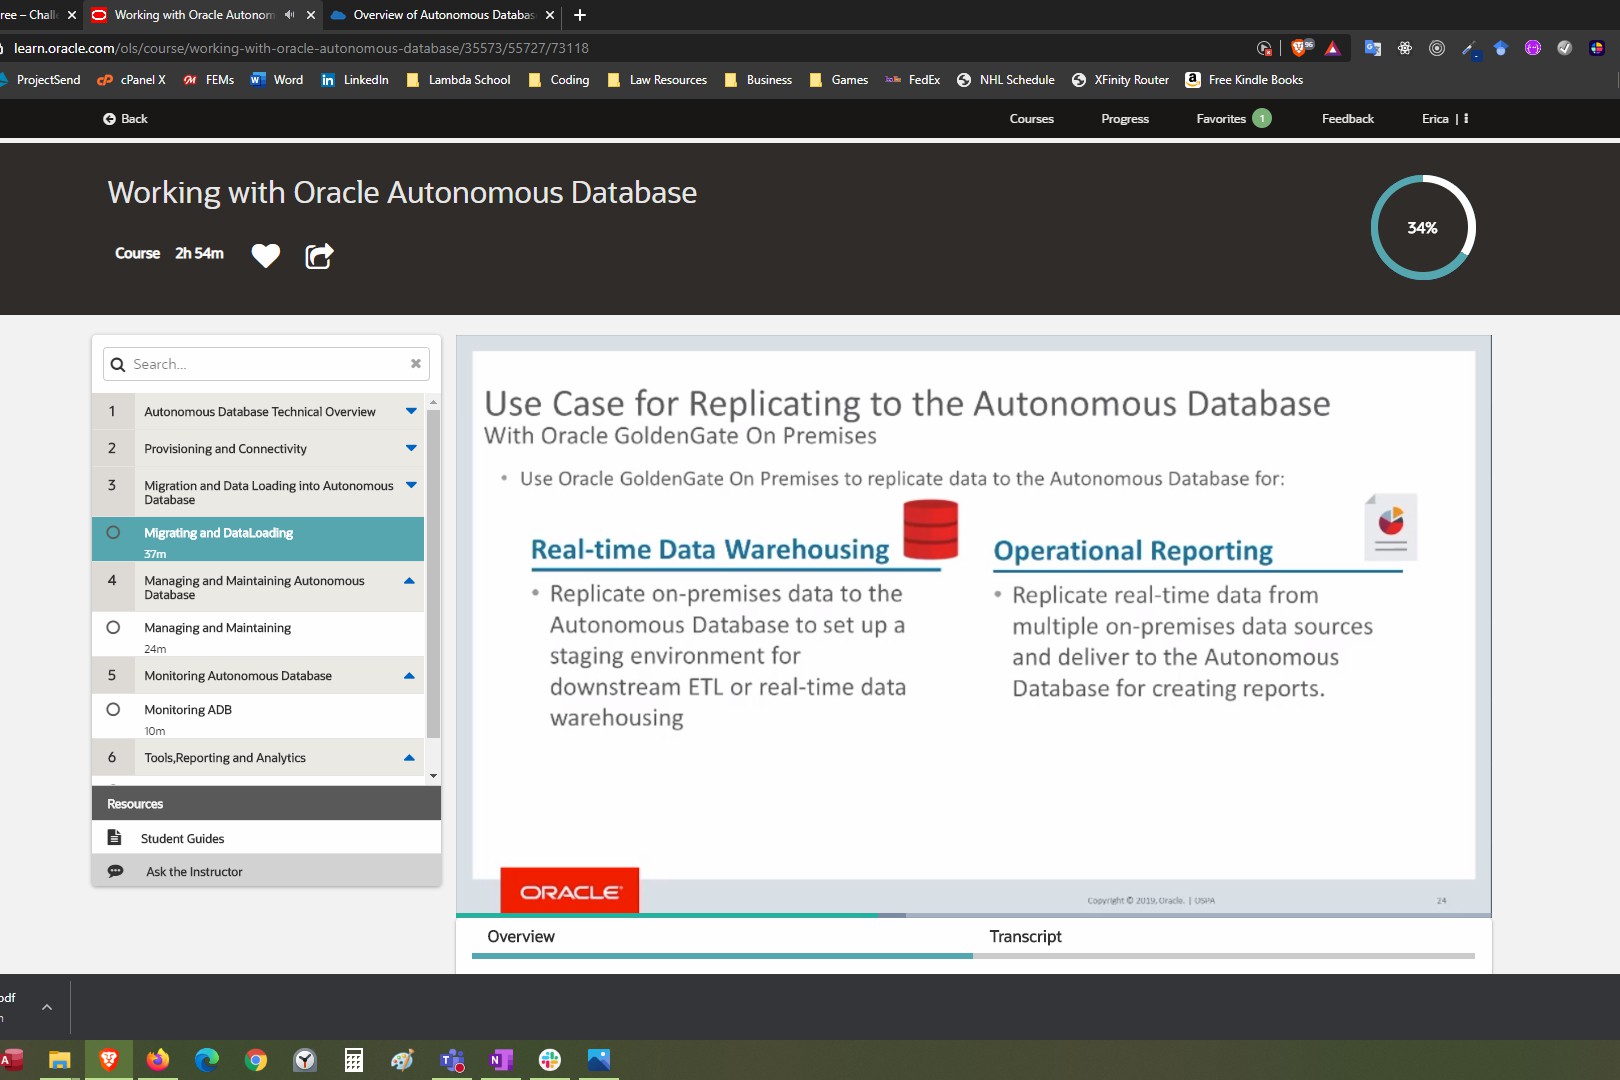 ree – Chall
Working with Oracle Autonom
Overview of Autonomous Databas
learn.oracle.com/ols/course/working-with-oracle-autonomous-database/35573/55727/73118
96
ProjectSend
cPanel X
FEMs
Word
LinkedIn
Lambda School
Coding
Law Resources
Business
Games
FedEx
NHL Schedule
XFinity Router
Free Kindle Books
Back
Courses
Progress
Favorites 1
Feedback
Erica |
Working with Oracle Autonomous Database
Course 2h 54m
34%
Search...
1 Autonomous Database Technical Overview
2 Provisioning and Connectivity
3 Migration and Data Loading into Autonomous
Database
Migrating and DataLoading
37m
4 Managing and Maintaining Autonomous
Database
Managing and Maintaining
24m
5 Monitoring Autonomous Database
Monitoring ADB
10m
6 Tools,Reporting and Analytics
Resources
Student Guides
Ask the Instructor
Use Case for Replicating to the Autonomous Database
With Oracle GoldenGate On Premises
• Use Oracle GoldenGate On Premises to replicate data to the Autonomous Database for:
Real-time Data Warehousing
• Replicate on-premises data to the
Autonomous Database to set up a
staging environment for
downstream ETL or real-time data
warehousing
Operational Reporting
• Replicate real-time data from
multiple on-premises data sources
and deliver to the Autonomous
Database for creating reports.
ORACLE
Copyright © 2019, Oracle. | OSPA
24
Overview
Transcript
pdf